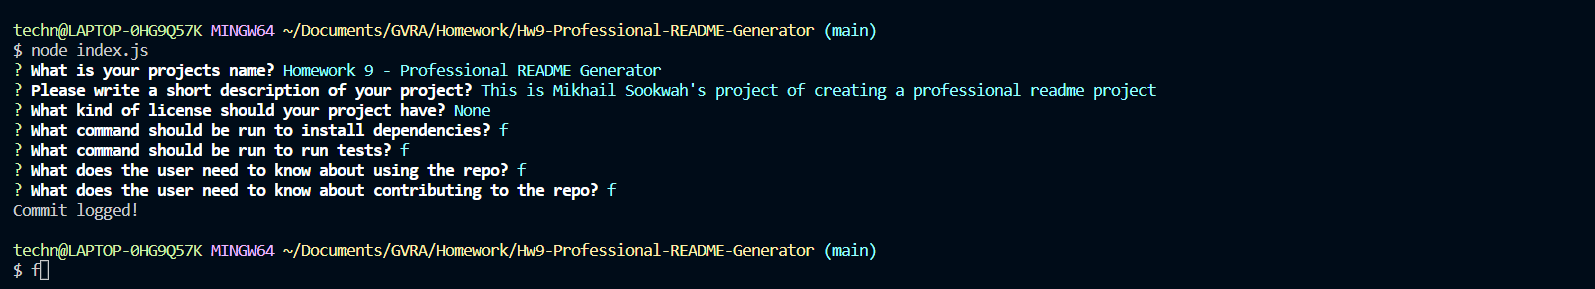 techn@LAPTOP-0HG9Q57K MINGW64 ~/Documents/GVRA/Homework/Hw9-Professional-README-Generator (main)
$ node index.js
? What is your projects name? Homework 9 - Professional README Generator
? Please write a short description of your project? This is Mikhail Sookwah's project of creating a professional readme project
? What kind of license should your project have? None
? What command should be run to install dependencies? f
? What command should be run to run tests? f
? What does the user need to know about using the repo? f
? What does the user need to know about contributing to the repo? f
Commit logged!
techn@LAPTOP-0HG9Q57K MINGW64 ~/Documents/GVRA/Homework/Hw9-Professional-README-Generator (main)
$ f